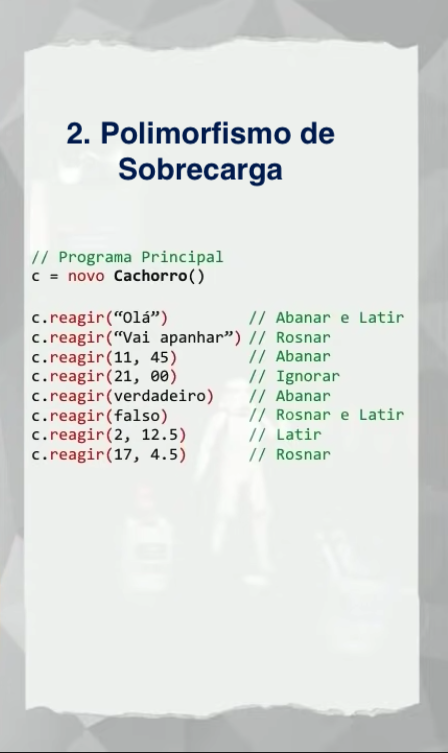 2. Polimorfismo de
Sobrecarga
// Programa Principal
c = novo Cachorro()
c.reagir(“Olá”) // Abanar e Latir
c.reagir(“Vai apanhar”) // Rosnar
c.reagir(11, 45) // Abanar
c.reagir(21, 00) // Ignorar
c.reagir(verdadeiro) // Abanar
c.reagir(falso) // Rosnar e Latir
c.reagir(2, 12.5) // Latir
c.reagir(17, 4.5) // Rosnar